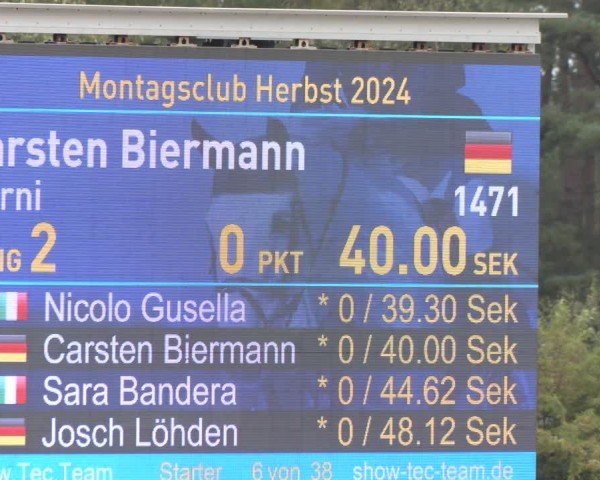 Montagsclub Herbst 2024
arsten Biermann
rni
1471
NG 2 0 PKT 40.00 SEK
Nicolo Gusella * 0 / 39.30 Sek
Carsten Biermann * 0 / 40.00 Sek
Sara Bandera * 0 / 44.62 Sek
Josch Löhden * 0 / 48.12 Sek
w Tec Team Starter 6 von 38 show-tec-team.de